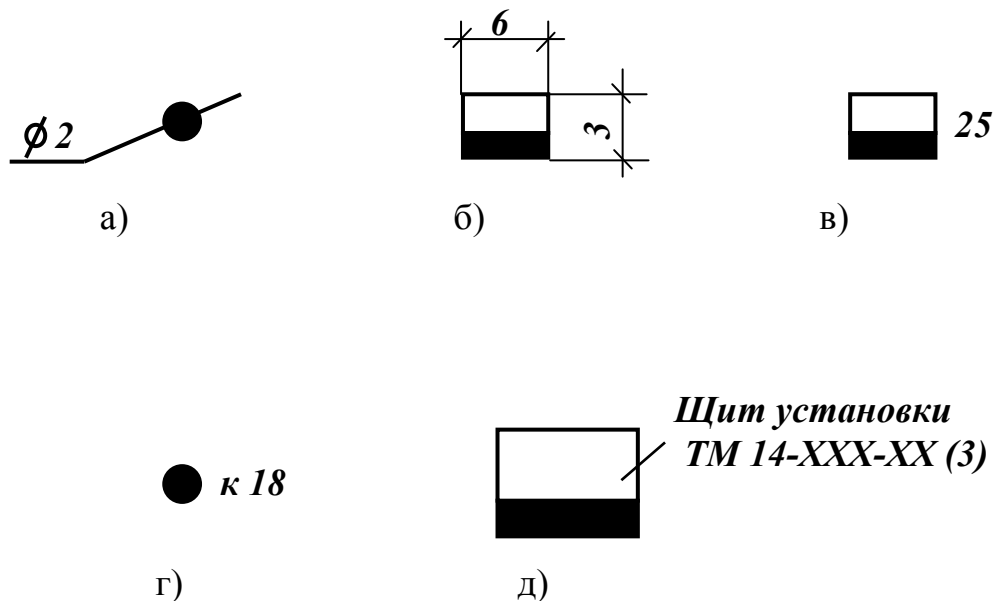 6
ϕ 2
3
25
а)
б)
в)
Щит установки
ТМ 14-ХХХ-ХХ (3)
к 18
г)
д)